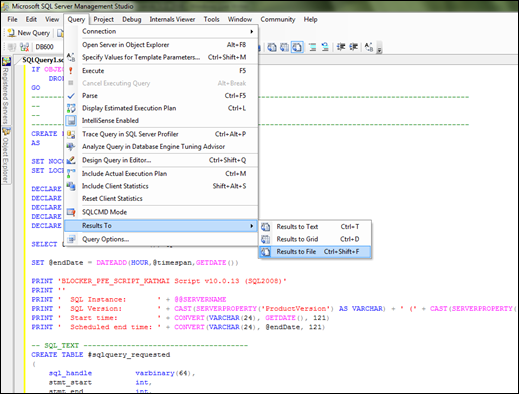 Microsoft SQL Server Management Studio
File Edit View Query Project Debug Internals Viewer Tools Window Community Help
New Query
DB600
Registered Servers
Object Explorer
SQLQuery1.s
Connection
Open Server in Object Explorer Alt+F8
Specify Values for Template Parameters... Ctrl+Shift+M
Execute F5
Cancel Executing Query Alt+Break
Parse Ctrl+F5
Display Estimated Execution Plan Ctrl+L
IntelliSense Enabled
Trace Query in SQL Server Profiler Ctrl+Alt+P
Analyze Query in Database Engine Tuning Advisor
Design Query in Editor... Ctrl+Shift+Q
Include Actual Execution Plan Ctrl+M
Include Client Statistics Shift+Alt+S
Reset Client Statistics
SQLCMD Mode
Results To
Query Options...
Results to Text Ctrl+T
Results to Grid Ctrl+D
Results to File Ctrl+Shift+F
IF OBJEC
DROP
GO
--
--
CREATE
AS
SET NOCO
SET LOC
DECLARE
DECLARE
DECLARE
DECLARE
SELECT
SET @endDate = DATEADD(HOUR,@timespan,GETDATE())
PRINT 'BLOCKER_PFE_SCRIPT_KATMAI Script v10.0.13 (SQL2008)'
PRINT ''
PRINT ' SQL Instance: ' + @@SERVERNAME
PRINT ' SQL Version: ' + CAST(SERVERPROPERTY('ProductVersion') AS VARCHAR) + ' (' + CAST(SERVERPROPERTY(
PRINT ' Start time: ' + CONVERT(VARCHAR(24), GETDATE(), 121)
PRINT ' Scheduled end time: ' + CONVERT(VARCHAR(24), @endDate, 121)
-- SQL_TEXT -----------------------------------
CREATE TABLE #sqlquery_requested
(
sql_handle varbinary(64),
stmt_start int,
stmt_end int,